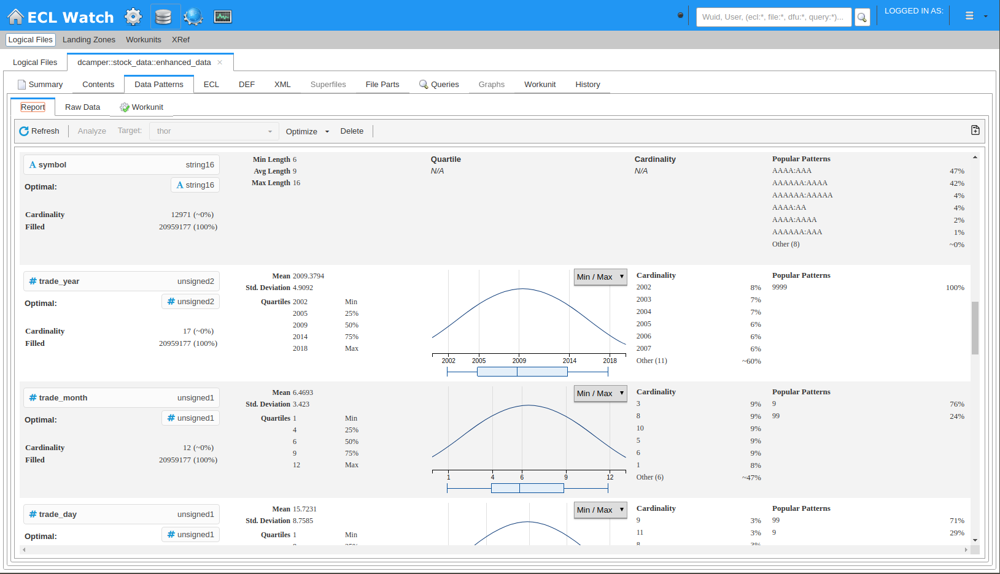 ECL Watch
Wuid, User, (ecl:*, file:*, dfu:*, query:*)...
LOGGED IN AS:
Logical Files Landing Zones Workunits XRef
Logical Files dcamper::stock_data::enhanced_data ×
Summary Contents Data Patterns ECL DEF XML Superfiles File Parts Queries Graphs Workunit History
Report Raw Data Workunit
Refresh Analyze Target: thor Optimize Delete
A symbol string16
Optimal: A string16
Cardinality 12971 (~0%)
Filled 20959177 (100%)
Min Length 6
Avg Length 9
Max Length 16
Quartile
N/A
Cardinality
N/A
Popular Patterns
AAAA:AAA 47%
AAAAAA:AAAA 42%
AAAAAA:AAAAA 4%
AAAA:AA 4%
AAAA:AAAA 2%
AAAAAA:AAA 1%
Other (8) ~0%
# trade_year unsigned2
Optimal: # unsigned2
Cardinality 17 (~0%)
Filled 20959177 (100%)
Mean 2009.3794
Std. Deviation 4.9092
Quartiles 2002 Min
2005 25%
2009 50%
2014 75%
2018 Max
Min / Max
2002 2005 2009 2014 2018
Cardinality
2002 8%
2003 7%
2004 7%
2005 6%
2006 6%
2007 6%
Other (11) ~60%
Popular Patterns
9999 100%
# trade_month unsigned1
Optimal: # unsigned1
Cardinality 12 (~0%)
Filled 20959177 (100%)
Mean 6.4693
Std. Deviation 3.423
Quartiles 1 Min
4 25%
6 50%
9 75%
12 Max
Min / Max
1 4 6 9 12
Cardinality
3 9%
8 9%
10 9%
5 9%
6 9%
1 8%
Other (6) ~47%
Popular Patterns
9 76%
99 24%
# trade_day unsigned1
Optimal: # unsigned1
Mean 15.7231
Std. Deviation 8.7585
Quartiles 1 Min
Min / Max
Cardinality
9 3%
11 3%
8 3%
Popular Patterns
99 71%
9 29%